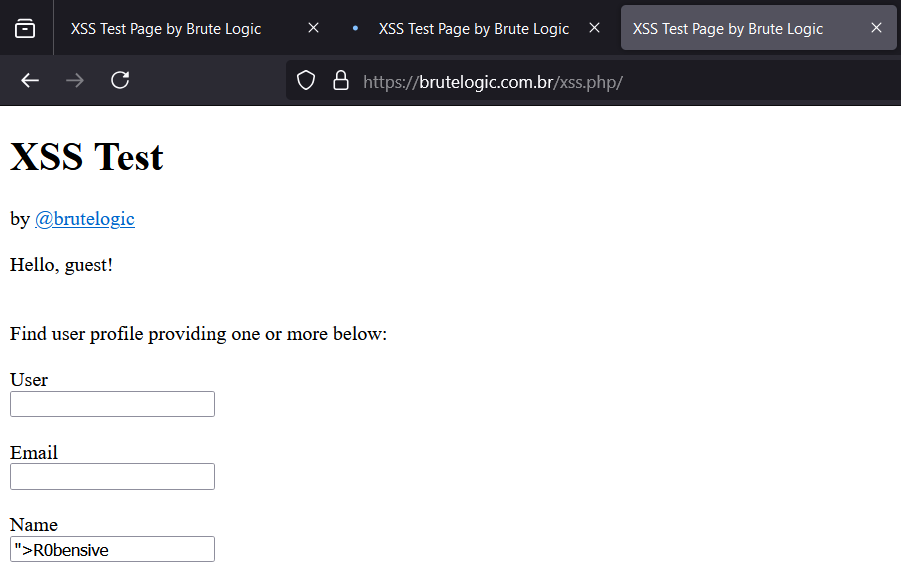 XSS Test Page by Brute Logic
XSS Test Page by Brute Logic
XSS Test Page by Brute Logic
https://brutelogic.com.br/xss.php/
XSS Test
by @brutelogic
Hello, guest!
Find user profile providing one or more below:
User
Email
Name
">R0bensive